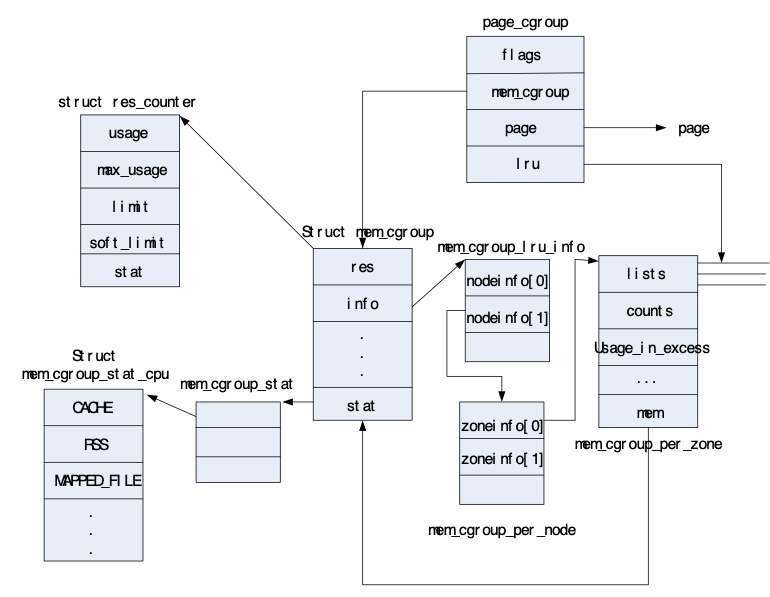 page_cgroup
flags
mem_cgroup
page
page
lru
struct res_counter
usage
max_usage
limit
soft_limit
stat
Struct mem_cgroup
res
info
.
.
.
stat
mem_cgroup_lru_info
nodeinfo[0]
nodeinfo[1]
lists
counts
Usage_in_excess
...
mem
mem_cgroup_per_zone
Struct
mem_cgroup_stat_cpu
CACHE
RSS
MAPPED_FILE
.
.
.
mem_cgroup_stat
zoneinfo[0]
zoneinfo[1]
mem_cgroup_per_node